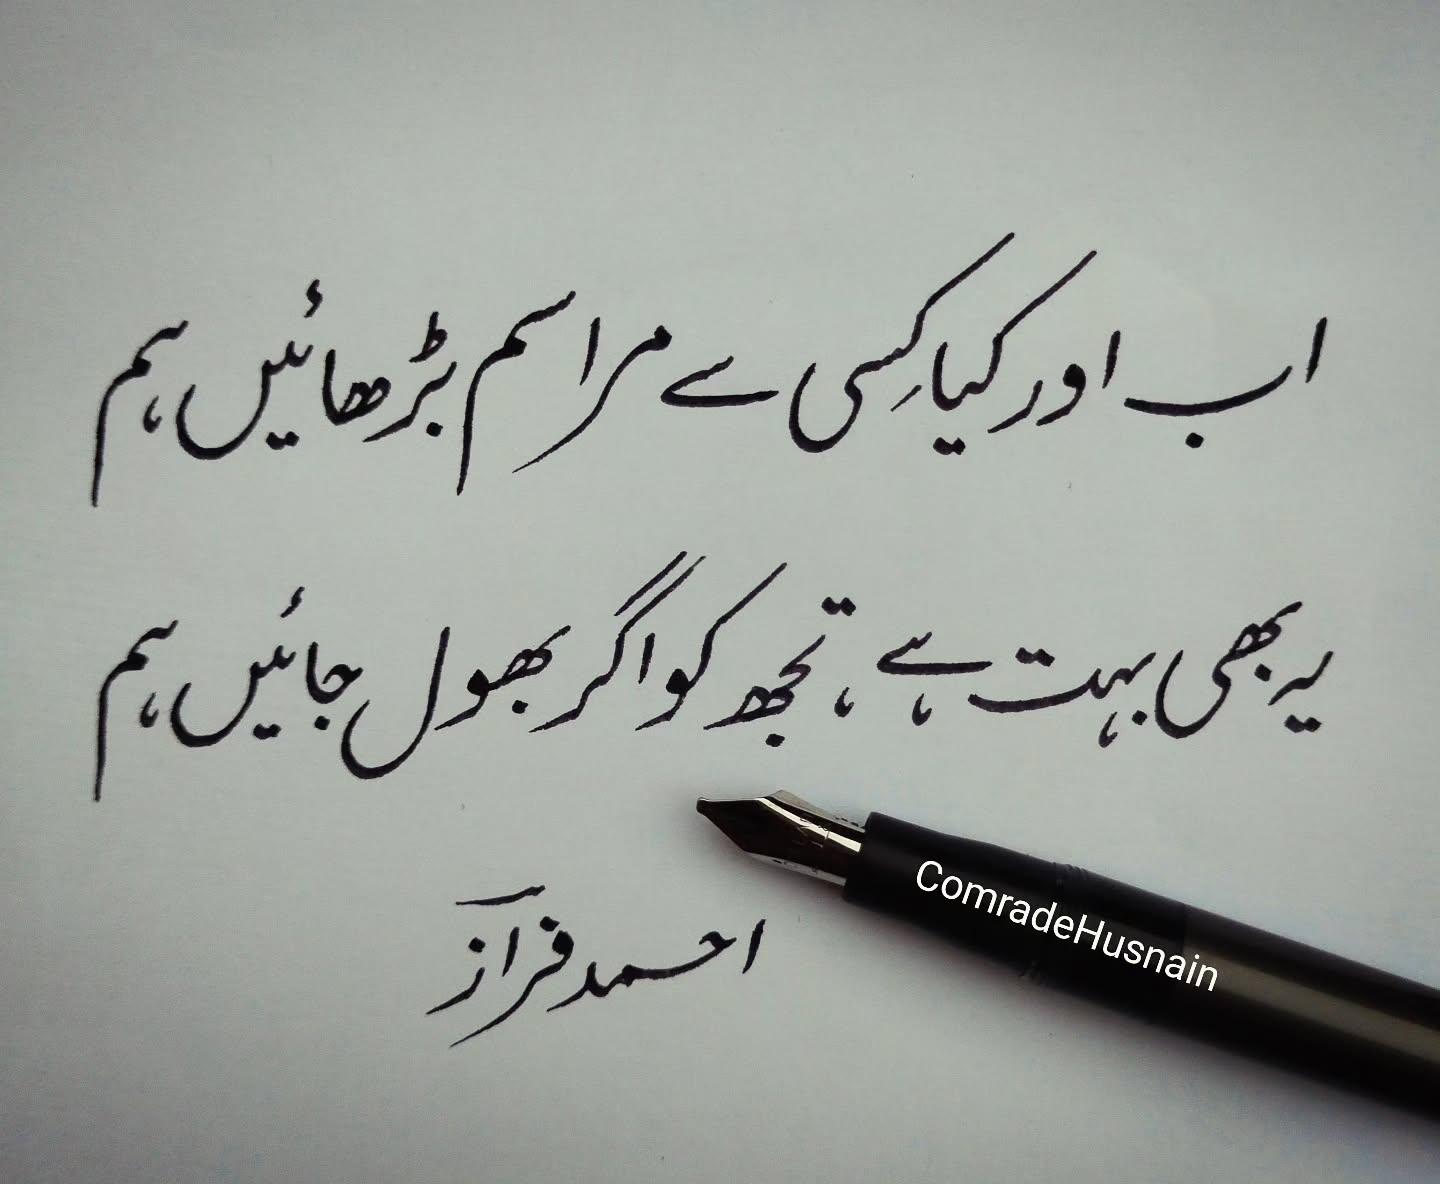 اب اور کیا کِسی سے مراسم بڑھائیں ہم
یہ بھی بہت ہے، تجھ کو اگر بھول جائیں ہم
احمد فراز
ComradeHusnain